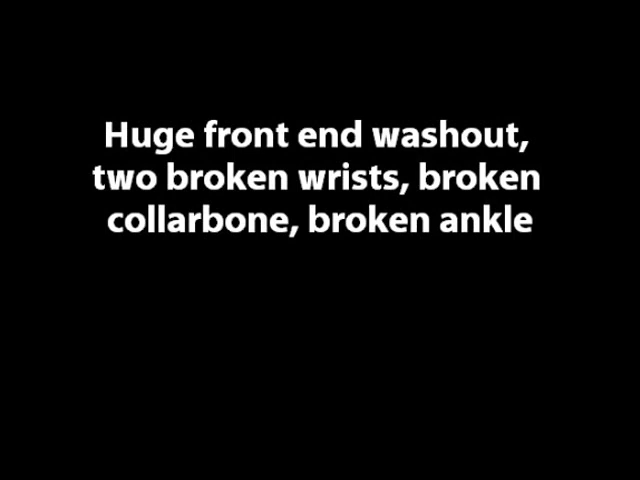 Huge front end washout,
two broken wrists, broken
collarbone, broken ankle